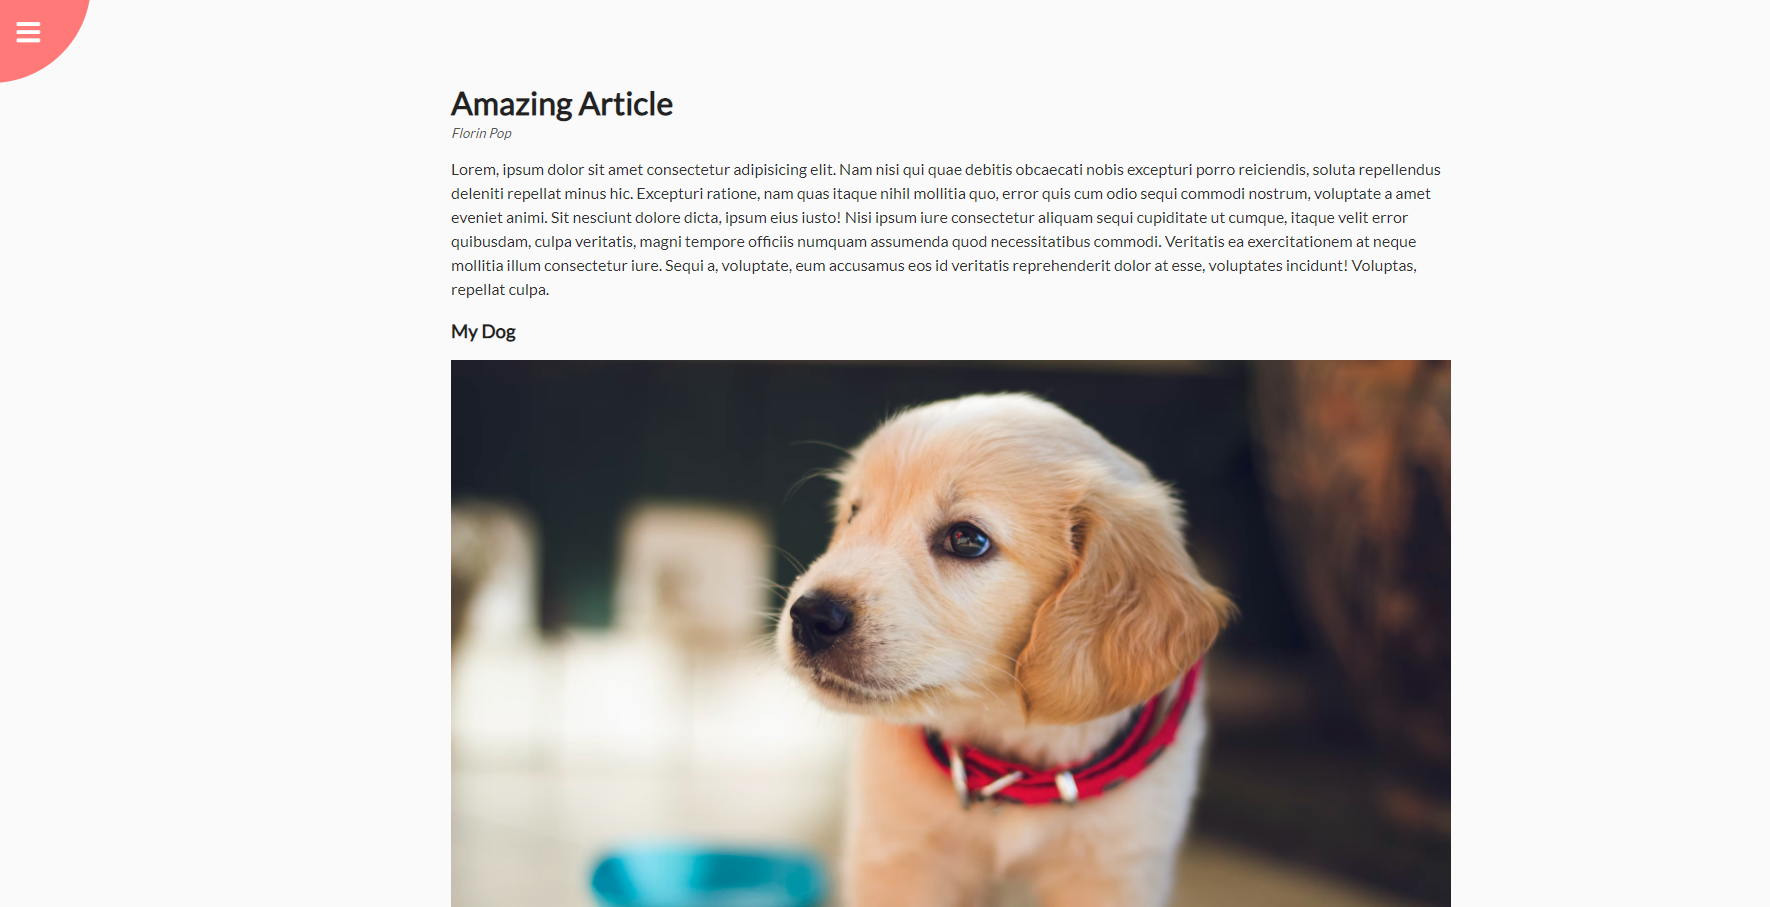 Amazing Article
Florin Pop
Lorem, ipsum dolor sit amet consectetur adipisicing elit. Nam nisi qui quae debitis obcaecati nobis excepturi porro reiciendis, soluta repellendus
deleniti repellat minus hic. Excepturi ratione, nam quas itaque nihil mollitia quo, error quis cum odio sequi commodi nostrum, voluptate a amet
eveniet animi. Sit nesciunt dolore dicta, ipsum eius iusto! Nisi ipsum iure consectetur aliquam sequi cupiditate ut cumque, itaque velit error
quibusdam, culpa veritatis, magni tempore officiis numquam assumenda quod necessitatibus commodi. Veritatis ea exercitationem at neque
mollitia illum consectetur iure. Sequi a, voluptate, eum accusamus eos id veritatis reprehenderit dolor at esse, voluptates incidunt! Voluptas,
repellat culpa.
My Dog